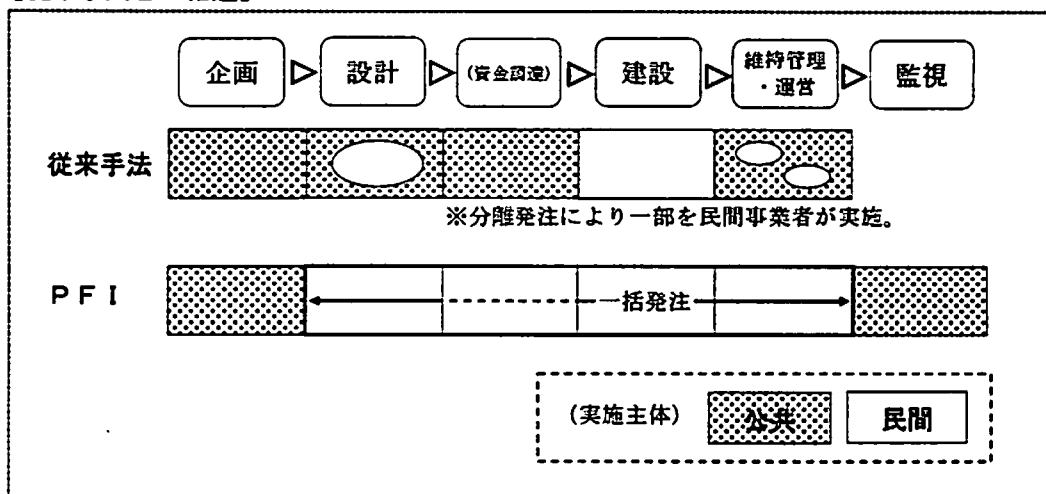 企画
設計
(資金調達)
建設
維持管理
・運営
監視
従来手法
※分離発注により一部を民間事業者が実施。
PFI
一括発注
(実施主体)
公共
民間